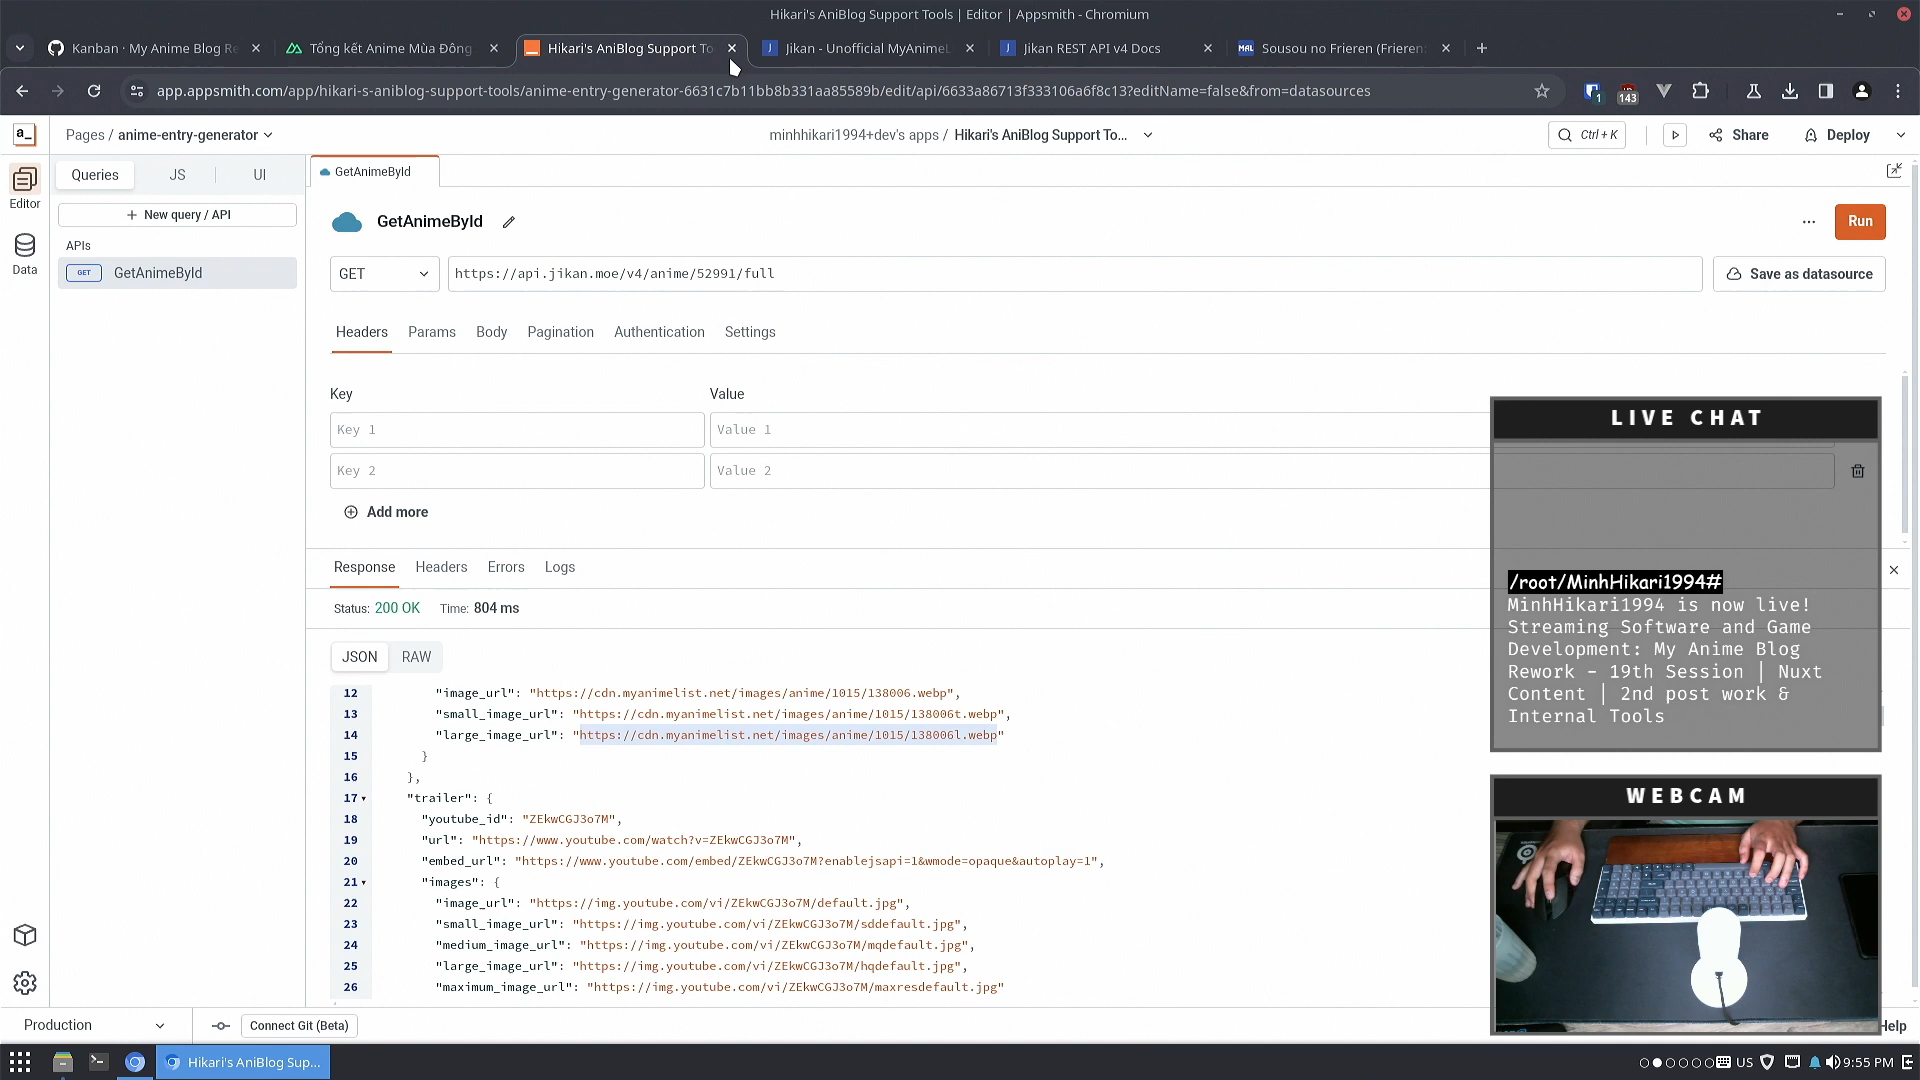 Hikari's AniBlog Support Tools | Editor | Appsmith - Chromium
Kanban · My Anime Blog Re
Tổng kết Anime Mùa Đông
Hikari's AniBlog Support To
Jikan - Unofficial MyAnimeL
Jikan REST API v4 Docs
MAL
Sousou no Frieren (Frieren:
app.appsmith.com/app/hikari-s-aniblog-support-tools/anime-entry-generator-6631c7b11bb8b331aa85589b/edit/api/6633a86713f333106a6f8c13?editName=false&from=datasources
1
143
a_
Pages / anime-entry-generator
minhhikari1994+dev's apps / Hikari's AniBlog Support To...
Ctrl + K
Share
Deploy
Editor
Data
Queries
JS
UI
New query / API
APIs
GET
GetAnimeById
GetAnimeById
GetAnimeById
Run
GET
https://api.jikan.moe/v4/anime/52991/full
Save as datasource
Headers
Params
Body
Pagination
Authentication
Settings
Key
Value
Key 1
Value 1
Key 2
Value 2
Add more
Response
Headers
Errors
Logs
Status: 200 OK
Time: 804 ms
JSON
RAW
12 "image_url": "https://cdn.myanimelist.net/images/anime/1015/138006.webp",
13 "small_image_url": "https://cdn.myanimelist.net/images/anime/1015/138006t.webp",
14 "large_image_url": "https://cdn.myanimelist.net/images/anime/1015/138006l.webp"
15 }
16 },
17 "trailer": {
18 "youtube_id": "ZEkwCGJ3o7M",
19 "url": "https://www.youtube.com/watch?v=ZEkwCGJ3o7M",
20 "embed_url": "https://www.youtube.com/embed/ZEkwCGJ3o7M?enablejsapi=1&wmode=opaque&autoplay=1",
21 "images": {
22 "image_url": "https://img.youtube.com/vi/ZEkwCGJ3o7M/default.jpg",
23 "small_image_url": "https://img.youtube.com/vi/ZEkwCGJ3o7M/sddefault.jpg",
24 "medium_image_url": "https://img.youtube.com/vi/ZEkwCGJ3o7M/mqdefault.jpg",
25 "large_image_url": "https://img.youtube.com/vi/ZEkwCGJ3o7M/hqdefault.jpg",
26 "maximum_image_url": "https://img.youtube.com/vi/ZEkwCGJ3o7M/maxresdefault.jpg"
LIVE CHAT
/root/MinhHikari1994#
MinhHikari1994 is now live!
Streaming Software and Game
Development: My Anime Blog
Rework - 19th Session | Nuxt
Content | 2nd post work &
Internal Tools
WEBCAM
Production
Connect Git (Beta)
Help
Hikari's AniBlog Sup...
US
9:55 PM